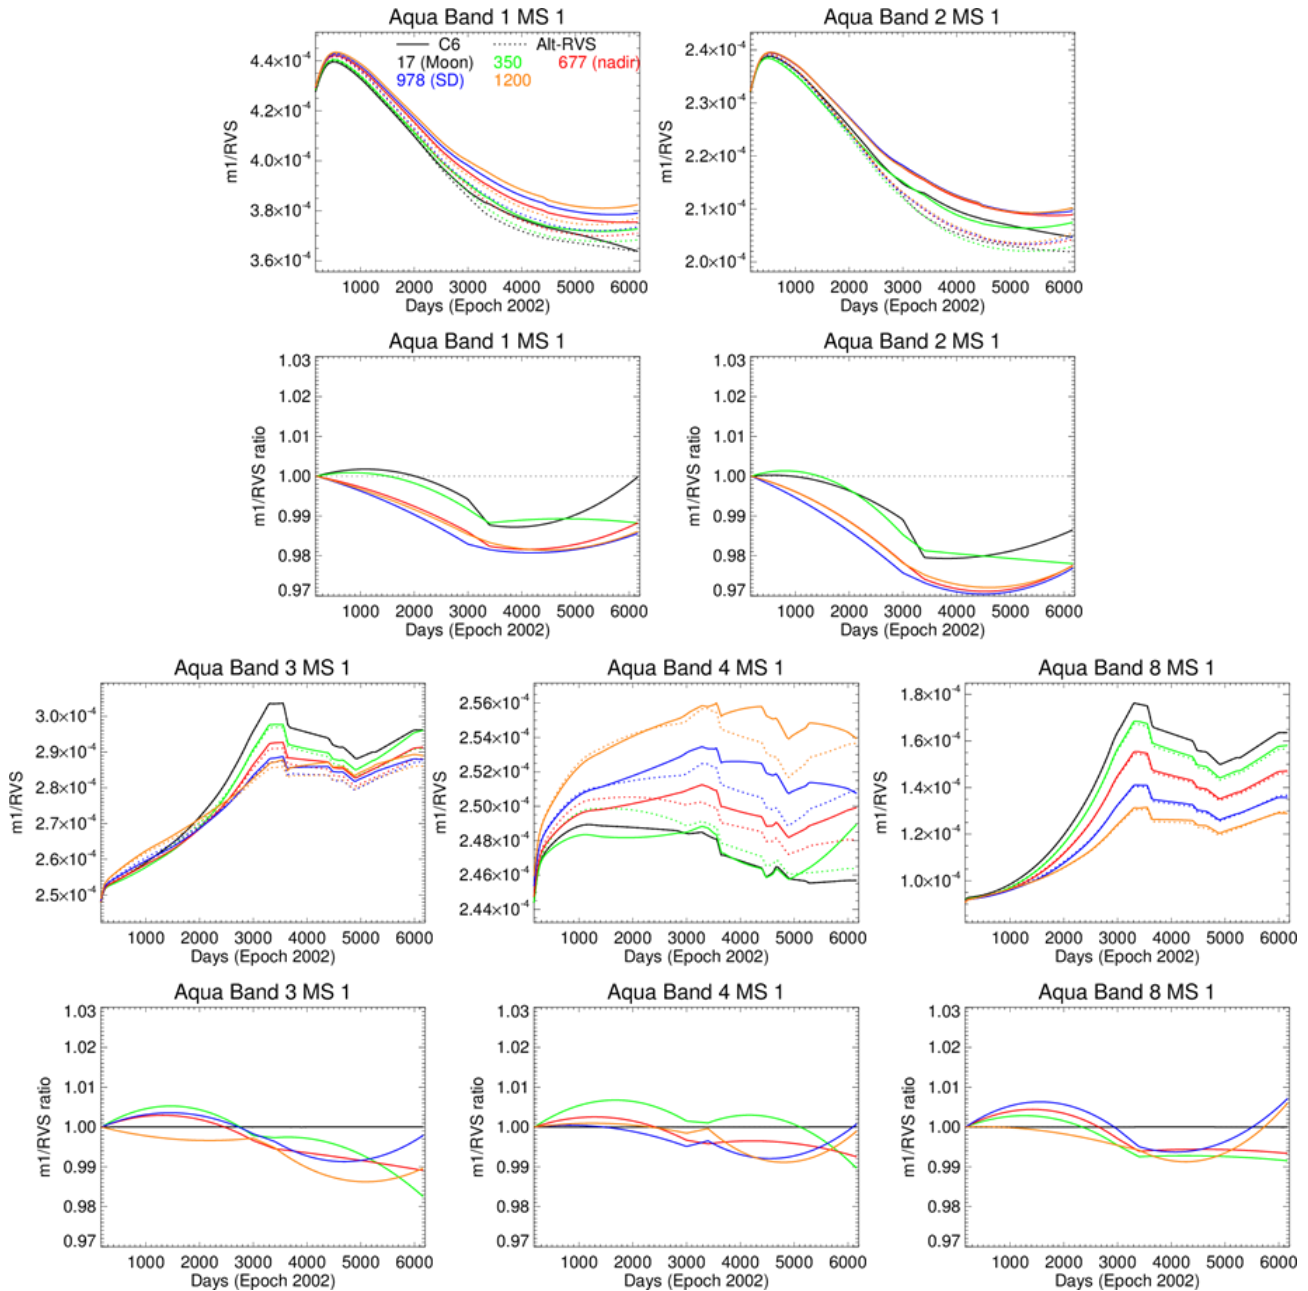 Aqua Band 1 MS 1
Aqua Band 2 MS 1
C6
Alt-RVS
17 (Moon)
350
677 (nadir)
978 (SD)
1200
m1/RVS
4.4×10⁻⁴
4.2×10⁻⁴
4.0×10⁻⁴
3.8×10⁻⁴
3.6×10⁻⁴
1000 2000 3000 4000 5000 6000
Days (Epoch 2002)
m1/RVS
2.4×10⁻⁴
2.3×10⁻⁴
2.2×10⁻⁴
2.1×10⁻⁴
2.0×10⁻⁴
1000 2000 3000 4000 5000 6000
Days (Epoch 2002)
Aqua Band 1 MS 1
m1/RVS ratio
1.03
1.02
1.01
1.00
0.99
0.98
0.97
1000 2000 3000 4000 5000 6000
Days (Epoch 2002)
Aqua Band 2 MS 1
m1/RVS ratio
1.03
1.02
1.01
1.00
0.99
0.98
0.97
1000 2000 3000 4000 5000 6000
Days (Epoch 2002)
Aqua Band 3 MS 1
m1/RVS
3.0×10⁻⁴
2.9×10⁻⁴
2.8×10⁻⁴
2.7×10⁻⁴
2.6×10⁻⁴
2.5×10⁻⁴
1000 2000 3000 4000 5000 6000
Days (Epoch 2002)
Aqua Band 4 MS 1
m1/RVS
2.56×10⁻⁴
2.54×10⁻⁴
2.52×10⁻⁴
2.50×10⁻⁴
2.48×10⁻⁴
2.46×10⁻⁴
2.44×10⁻⁴
1000 2000 3000 4000 5000 6000
Days (Epoch 2002)
Aqua Band 8 MS 1
m1/RVS
1.8×10⁻⁴
1.6×10⁻⁴
1.4×10⁻⁴
1.2×10⁻⁴
1.0×10⁻⁴
1000 2000 3000 4000 5000 6000
Days (Epoch 2002)
Aqua Band 3 MS 1
m1/RVS ratio
1.03
1.02
1.01
1.00
0.99
0.98
0.97
1000 2000 3000 4000 5000 6000
Days (Epoch 2002)
Aqua Band 4 MS 1
m1/RVS ratio
1.03
1.02
1.01
1.00
0.99
0.98
0.97
1000 2000 3000 4000 5000 6000
Days (Epoch 2002)
Aqua Band 8 MS 1
m1/RVS ratio
1.03
1.02
1.01
1.00
0.99
0.98
0.97
1000 2000 3000 4000 5000 6000
Days (Epoch 2002)